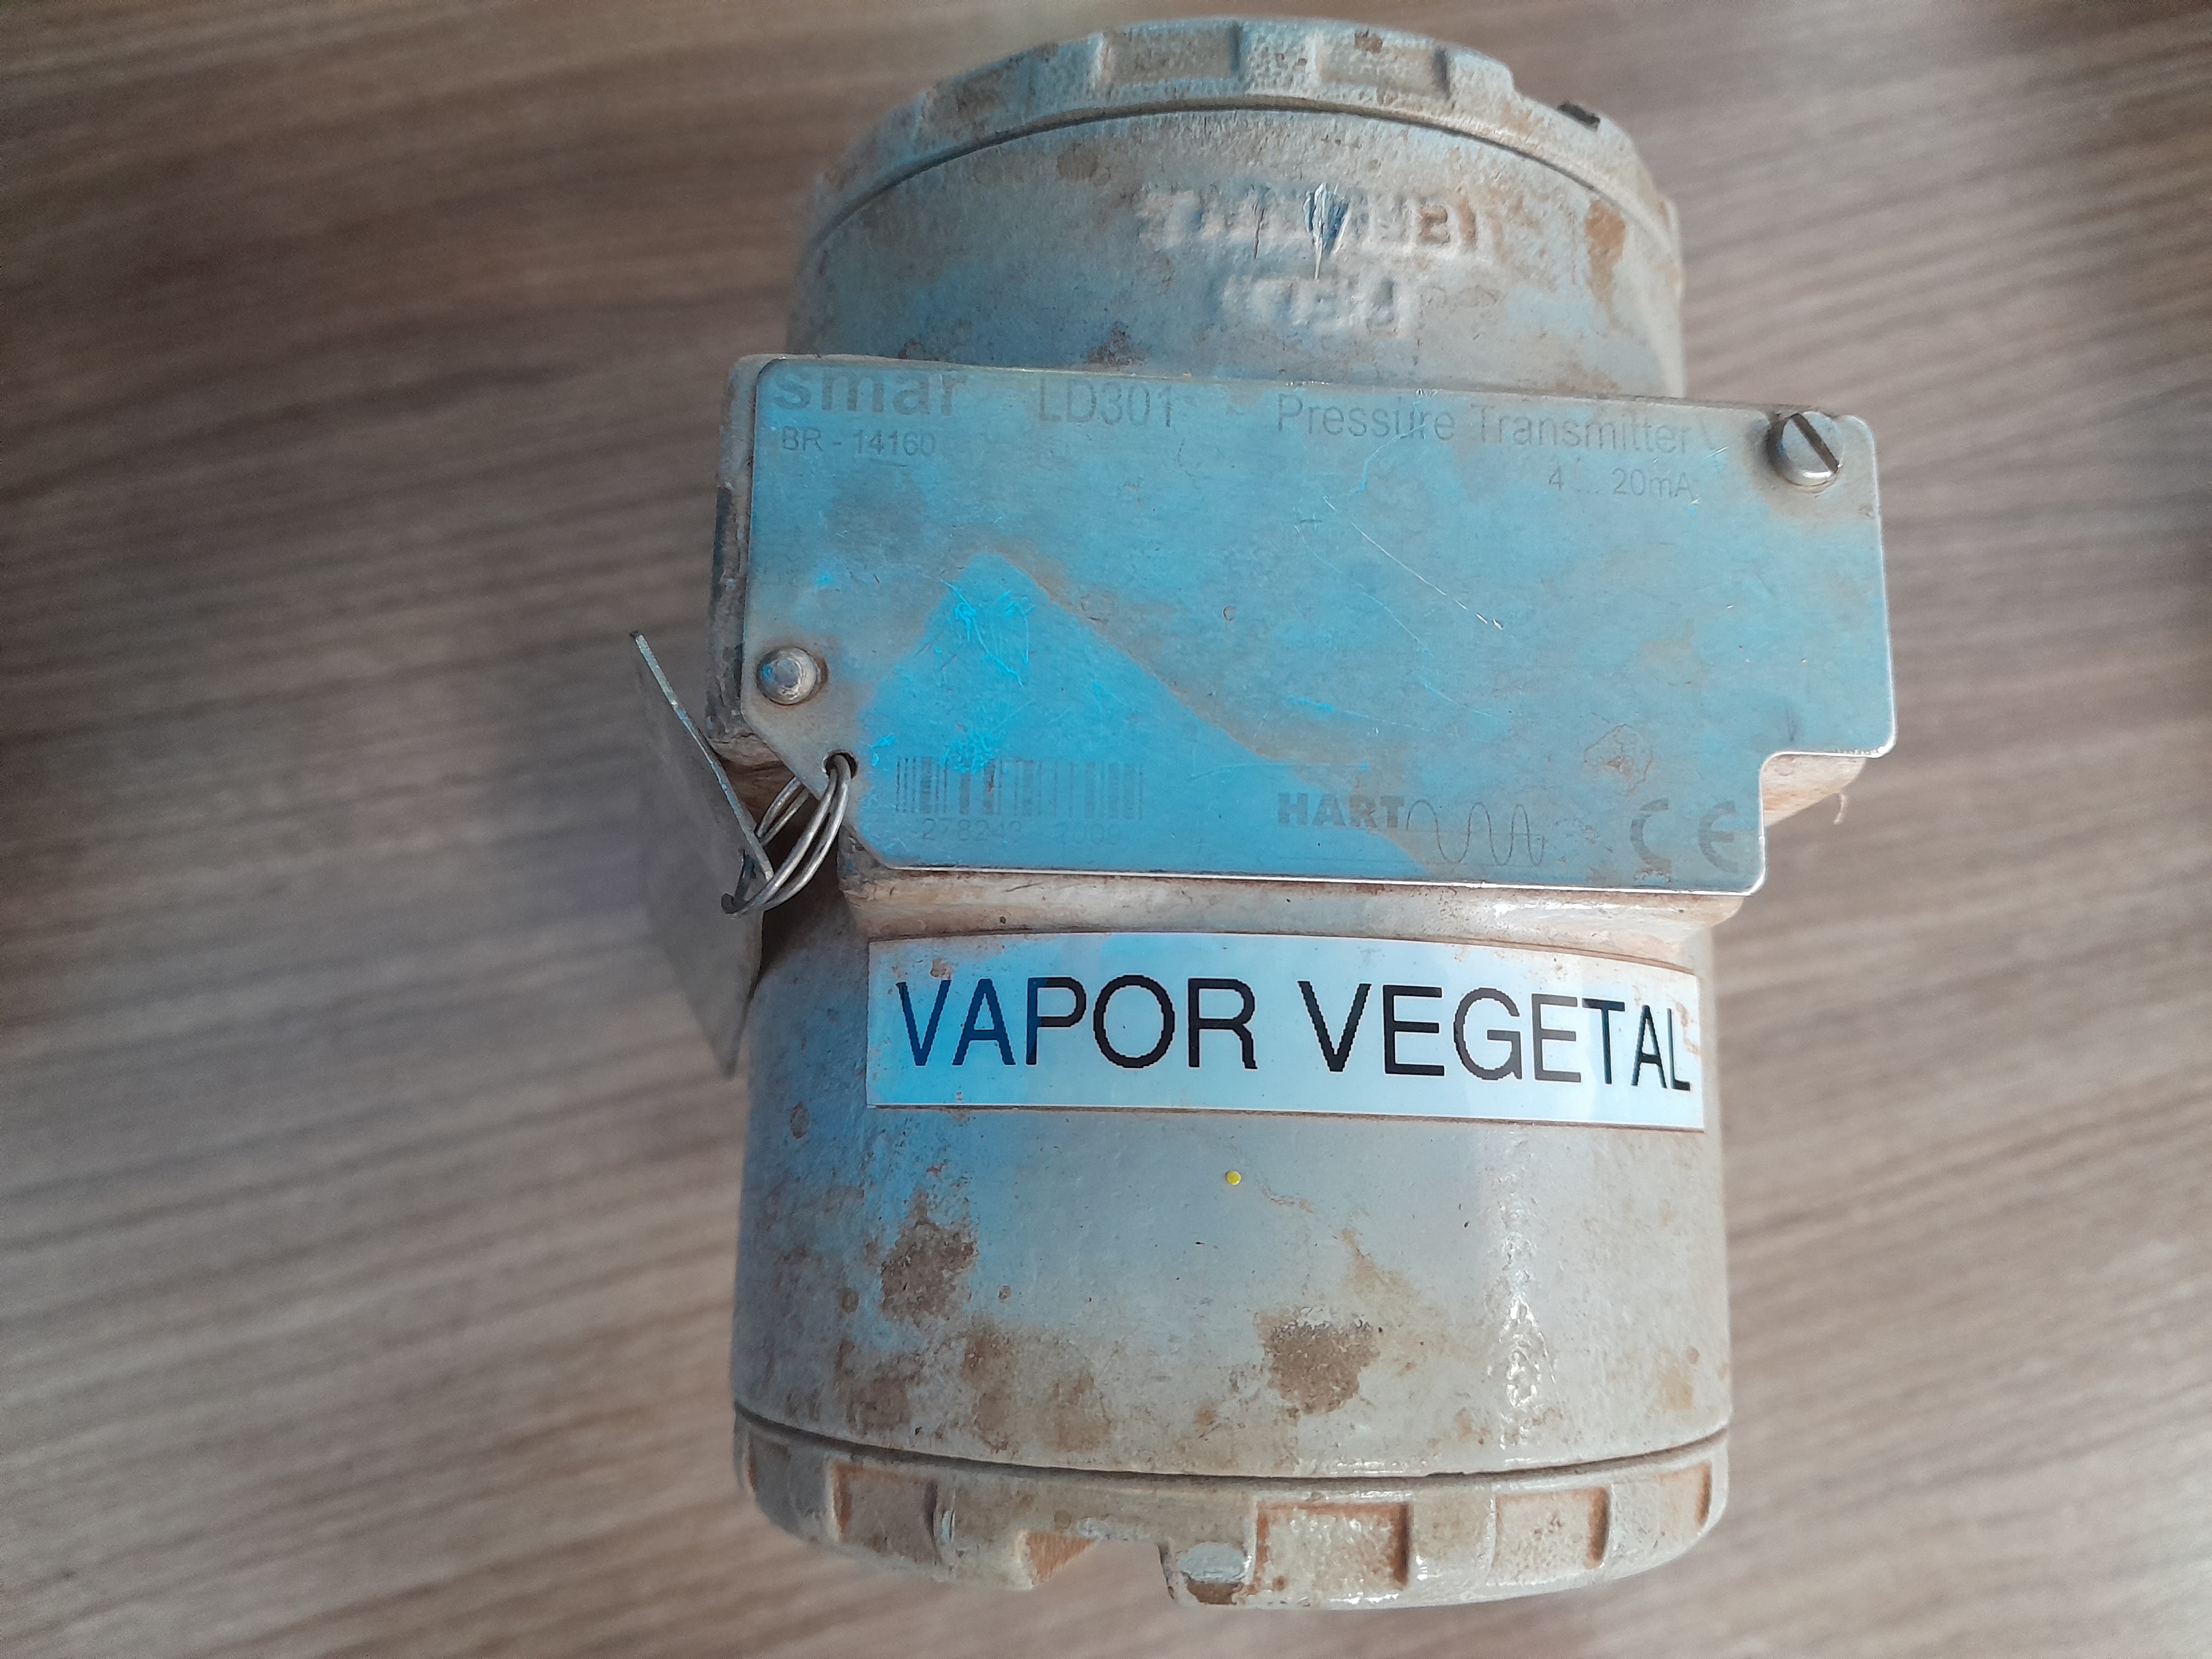 smar LD301 Pressure Transmitter
BR - 14160
4 ... 20mA
HART
CE
VAPOR VEGETAL